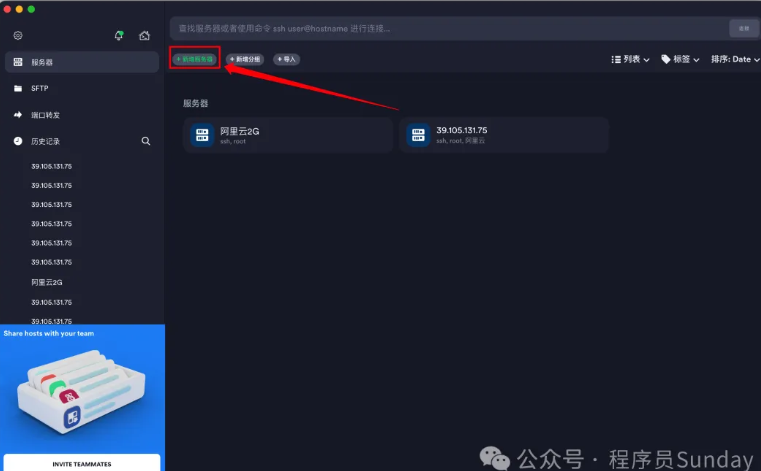 查找服务器或者使用命令 ssh user@hostname 进行连接...
+ 新增服务器
+ 新增分组
+ 导入
列表
标签
排序: Date
服务器
SFTP
端口转发
历史记录
39.105.131.75
39.105.131.75
39.105.131.75
39.105.131.75
39.105.131.75
39.105.131.75
阿里云2G
39.105.131.75
39.105.131.75
服务器
阿里云2G
ssh, root
39.105.131.75
ssh, root, 阿里云
Share hosts with your team
INVITE TEAMMATES
公众号 · 程序员Sunday